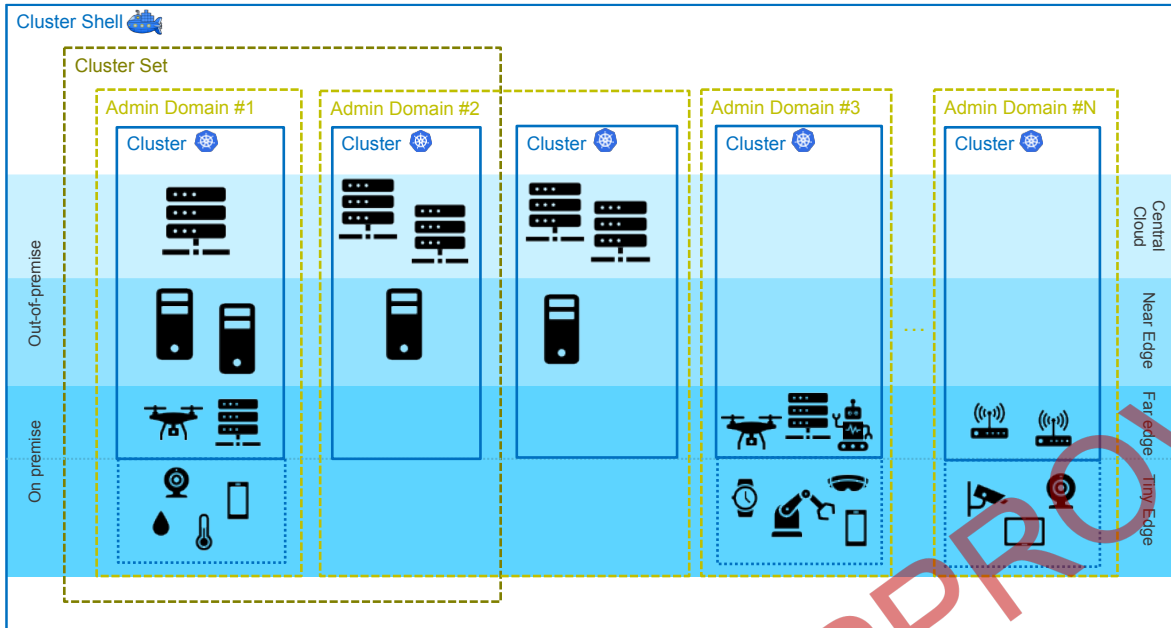 Cluster Shell
Cluster Set
Admin Domain #1
Admin Domain #2
Admin Domain #3
Admin Domain #N
Cluster
Cluster
Cluster
Cluster
Cluster
Out-of-premise
On premise
Central
Cloud
Near Edge
Far edge
Tiny Edge
...